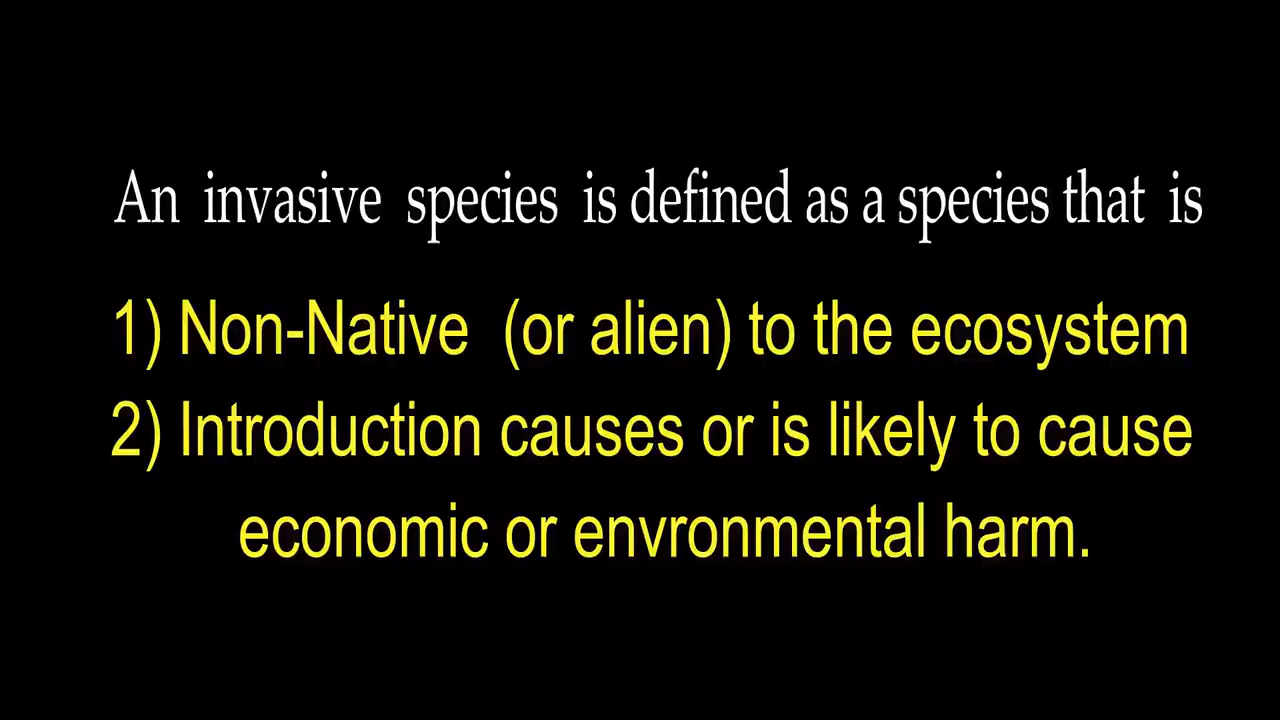 An invasive species is defined as a species that is
1) Non-Native (or alien) to the ecosystem
2) Introduction causes or is likely to cause
economic or envronmental harm.